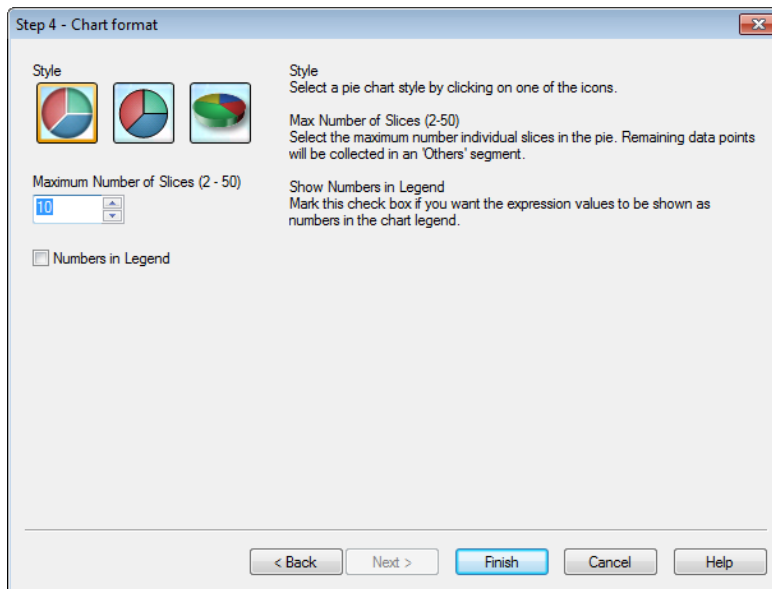 Step 4 - Chart format
Style
Maximum Number of Slices (2 - 50)
10
Numbers in Legend
Style
Select a pie chart style by clicking on one of the icons.
Max Number of Slices (2-50)
Select the maximum number individual slices in the pie. Remaining data points
will be collected in an 'Others' segment.
Show Numbers in Legend
Mark this check box if you want the expression values to be shown as
numbers in the chart legend.
< Back
Next >
Finish
Cancel
Help